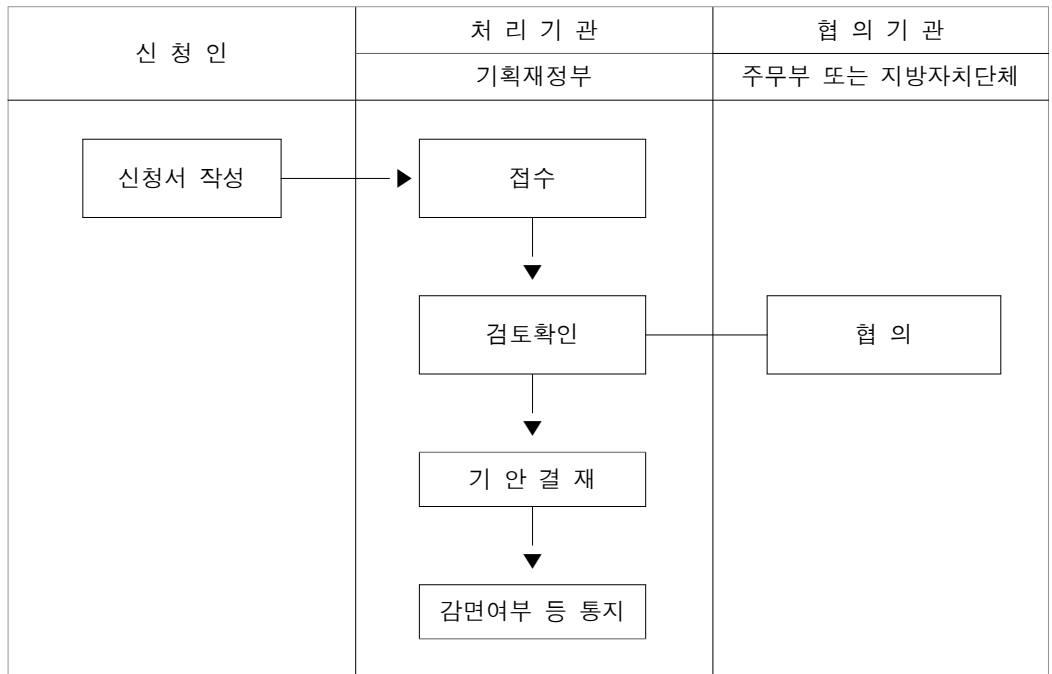 신 청 인
처 리 기 관
협 의 기 관
기획재정부
주무부 또는 지방자치단체
신청서 작성
접수
검토확인
협 의
기 안 결 재
감면여부 등 통지